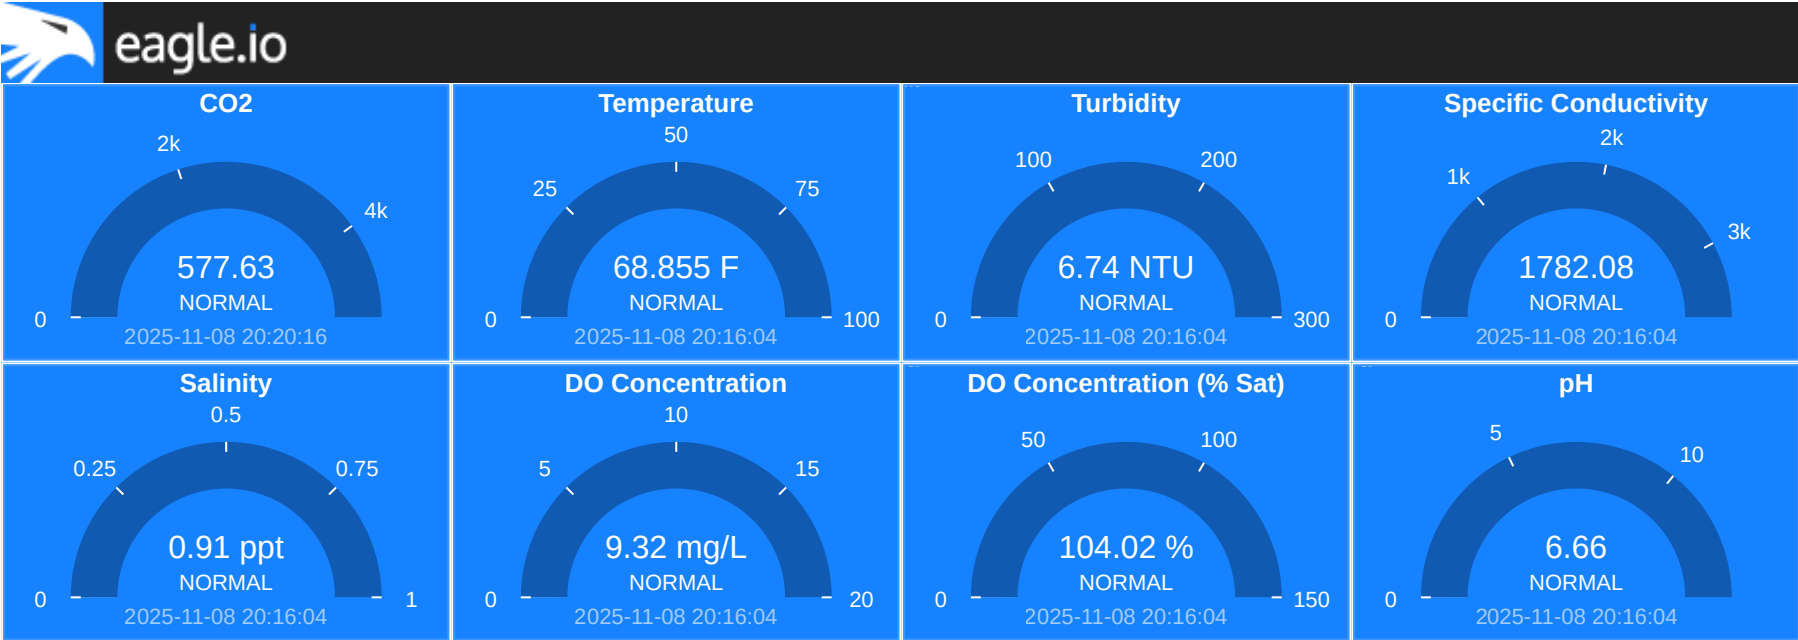 eagle.io
CO2
2k
4k
577.63
NORMAL
0
2025-11-08 20:20:16
Temperature
50
25
75
68.855 F
NORMAL
0
100
2025-11-08 20:16:04
Turbidity
100
200
6.74 NTU
NORMAL
0
300
2025-11-08 20:16:04
Specific Conductivity
2k
1k
3k
1782.08
NORMAL
0
2025-11-08 20:16:04
Salinity
0.5
0.25
0.75
0.91 ppt
NORMAL
0
1
2025-11-08 20:16:04
DO Concentration
10
5
15
9.32 mg/L
NORMAL
0
20
2025-11-08 20:16:04
DO Concentration (% Sat)
50
100
104.02 %
NORMAL
0
150
2025-11-08 20:16:04
pH
5
10
6.66
NORMAL
0
2025-11-08 20:16:04